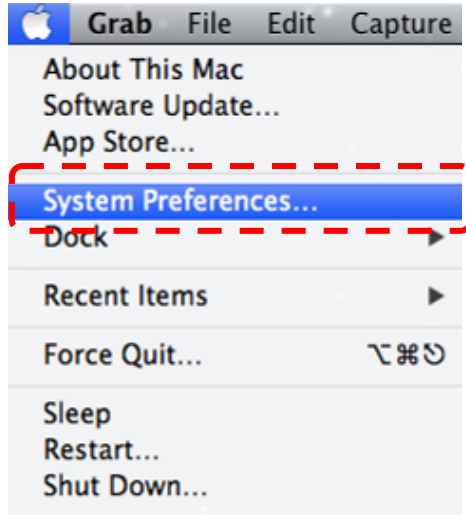 Grab File Edit Capture
About This Mac
Software Update...
App Store...
System Preferences...
Dock ▶
Recent Items ▶
Force Quit... ⌥⌘⎋
Sleep
Restart...
Shut Down...